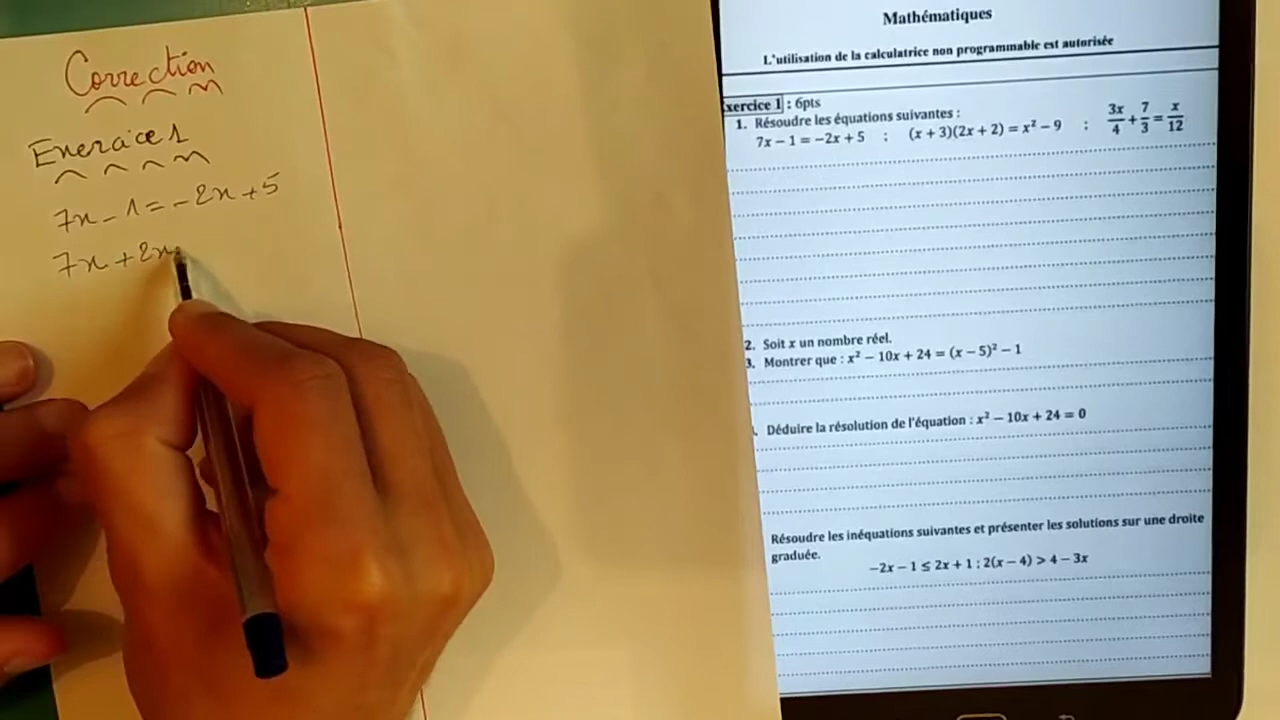 Correction
Exercice 1
7x - 1 = -2x + 5
7x + 2x
Mathématiques
L'utilisation de la calculatrice non programmable est autorisée
xercice 1 : 6pts
1. Résoudre les équations suivantes :
7x − 1 = −2x + 5 ; (x + 3)(2x + 2) = x² − 9 ; 3x/4 + 7/3 = x/12
2. Soit x un nombre réel.
3. Montrer que : x² − 10x + 24 = (x − 5)² − 1
. Déduire la résolution de l'équation : x² − 10x + 24 = 0
Résoudre les inéquations suivantes et présenter les solutions sur une droite
graduée.
−2x − 1 ≤ 2x + 1 ; 2(x − 4) > 4 − 3x